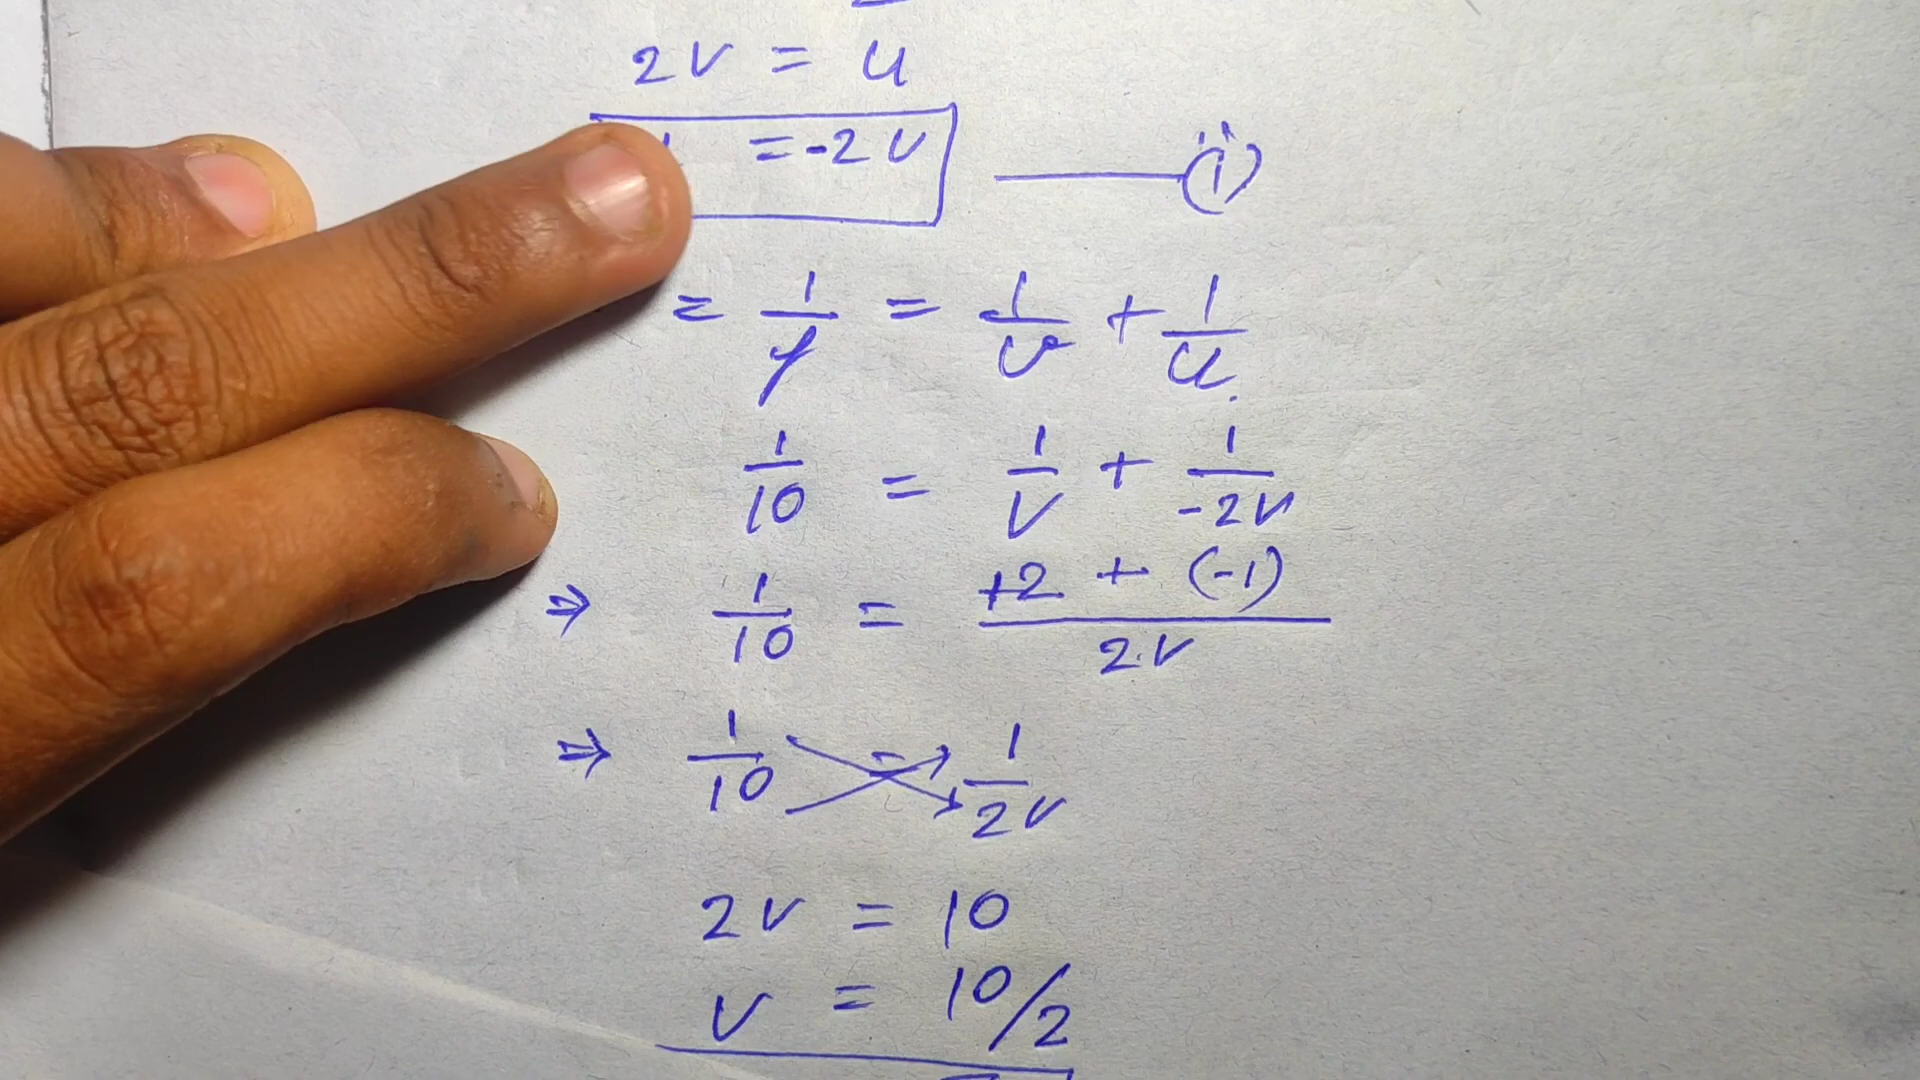 2v = u
= -2v (ii)
= 1/f = 1/v + 1/u
1/10 = 1/v + 1/-2v
⇒ 1/10 = +2 + (-1) / 2v
⇒ 1/10 = 1/2v
2v = 10
v = 10/2